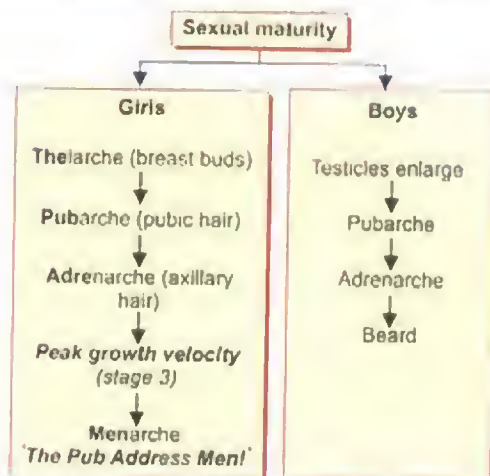 Sexual maturity
Girls
Thelarche (breast buds)
Pubarche (pubic hair)
Adrenarche (axillary
hair)
Peak growth velocity
(stage 3)
Menarche
'The Pub Address Men!'
Boys
Testicles enlarge
Pubarche
Adrenarche
Beard